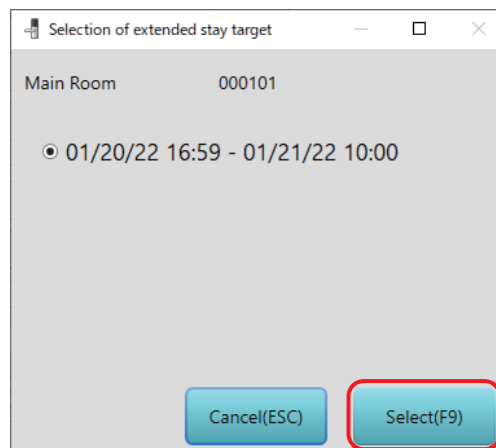 Selection of extended stay target
Main Room 000101
01/20/22 16:59 - 01/21/22 10:00
Cancel(ESC) Select(F9)